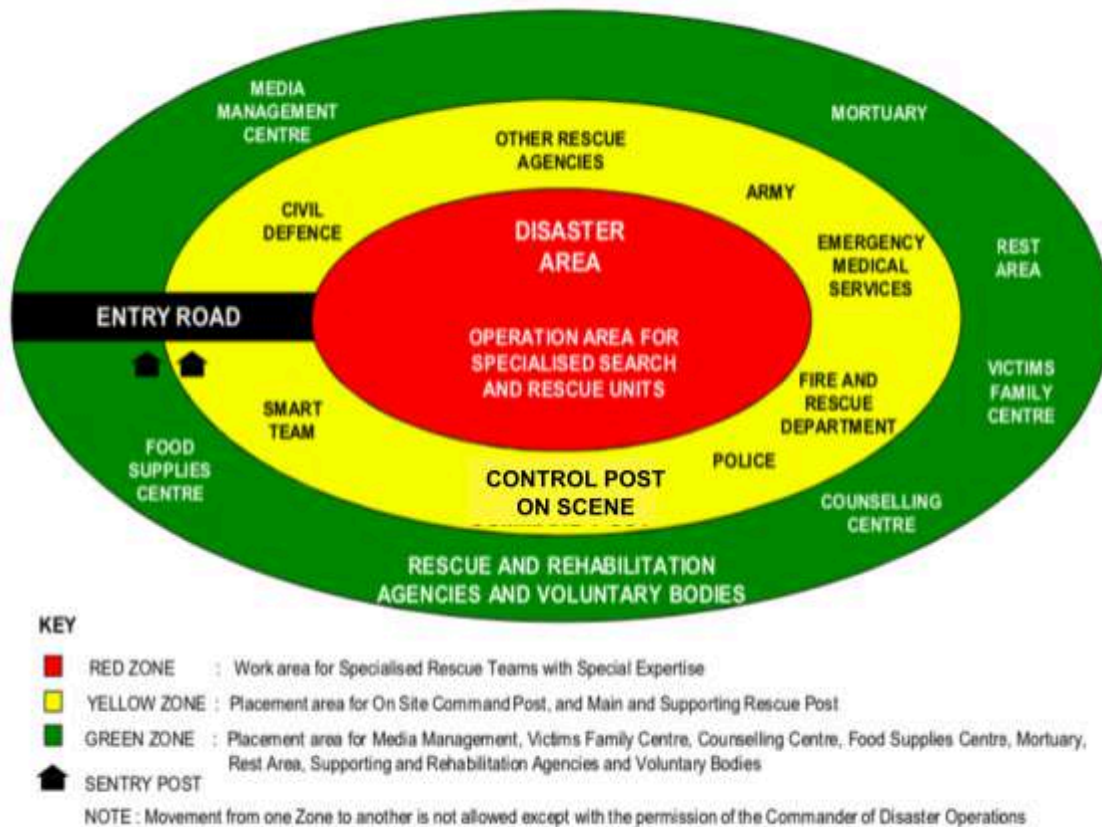 MEDIA
MANAGEMENT
CENTRE
MORTUARY
OTHER RESCUE
AGENCIES
ARMY
CIVIL
DEFENCE
DISASTER
AREA
EMERGENCY
MEDICAL
SERVICES
REST
AREA
ENTRY ROAD
OPERATION AREA FOR
SPECIALISED SEARCH
AND RESCUE UNITS
VICTIMS
FAMILY
CENTRE
FIRE AND
RESCUE
DEPARTMENT
SMART
TEAM
FOOD
SUPPLIES
CENTRE
POLICE
CONTROL POST
ON SCENE
COUNSELLING
CENTRE
RESCUE AND REHABILITATION
AGENCIES AND VOLUNTARY BODIES
KEY
RED ZONE : Work area for Specialised Rescue Teams with Special Expertise
YELLOW ZONE : Placement area for On Site Command Post, and Main and Supporting Rescue Post
GREEN ZONE : Placement area for Media Management, Victims Family Centre, Counselling Centre, Food Supplies Centre, Mortuary,
Rest Area, Supporting and Rehabilitation Agencies and Voluntary Bodies
SENTRY POST
NOTE : Movement from one Zone to another is not allowed except with the permission of the Commander of Disaster Operations